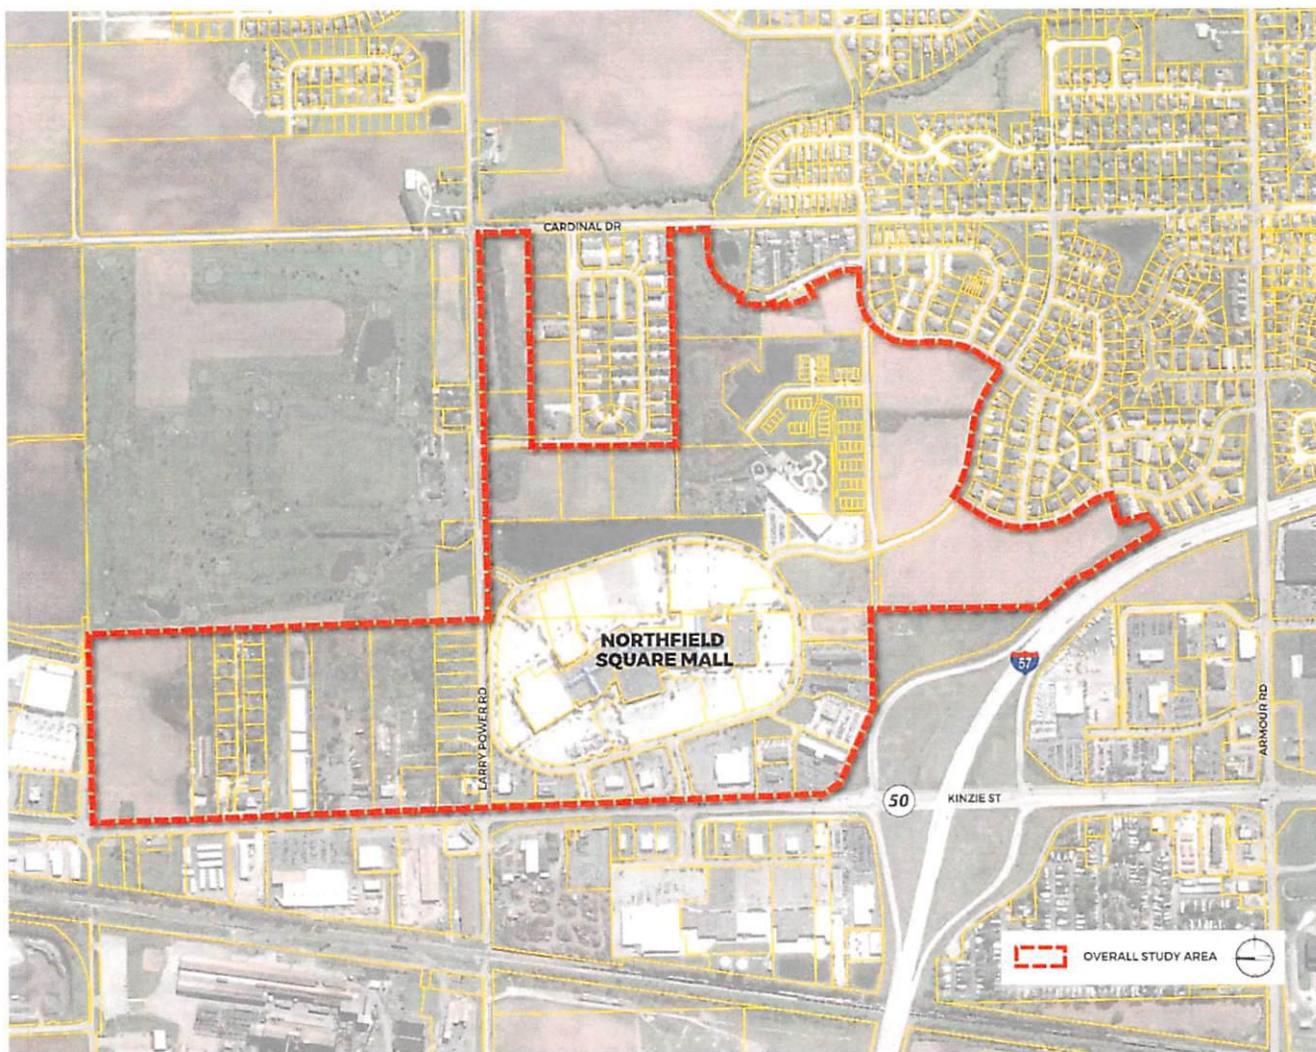 CARDINAL DR
NORTHFIELD
SQUARE MALL
57
LARRY POWER RD
ARMOUR RD
50
KINZIE ST
OVERALL STUDY AREA